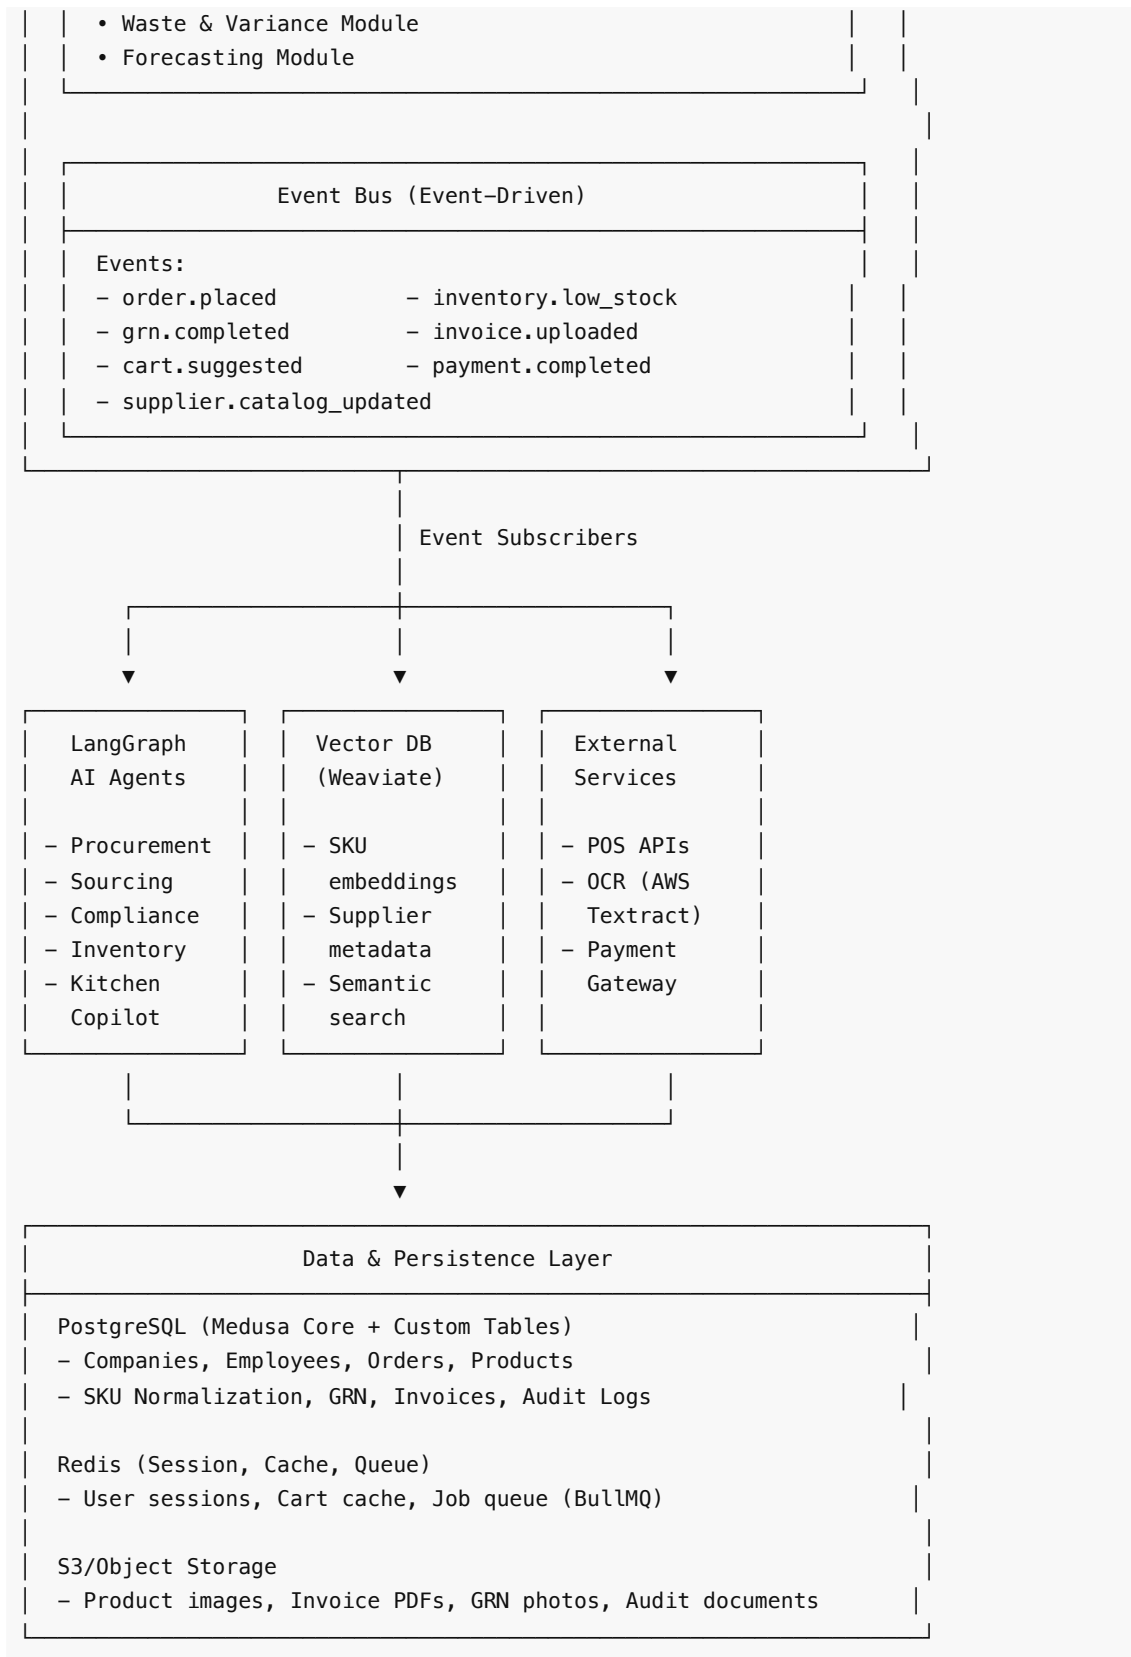 • Waste & Variance Module
• Forecasting Module
Event Bus (Event-Driven)
Events:
- order.placed - inventory.low_stock
- grn.completed - invoice.uploaded
- cart.suggested - payment.completed
- supplier.catalog_updated
Event Subscribers
LangGraph
AI Agents
- Procurement
- Sourcing
- Compliance
- Inventory
- Kitchen
Copilot
Vector DB
(Weaviate)
- SKU
embeddings
- Supplier
metadata
- Semantic
search
External
Services
- POS APIs
- OCR (AWS
Textract)
- Payment
Gateway
Data & Persistence Layer
PostgreSQL (Medusa Core + Custom Tables)
- Companies, Employees, Orders, Products
- SKU Normalization, GRN, Invoices, Audit Logs
Redis (Session, Cache, Queue)
- User sessions, Cart cache, Job queue (BullMQ)
S3/Object Storage
- Product images, Invoice PDFs, GRN photos, Audit documents